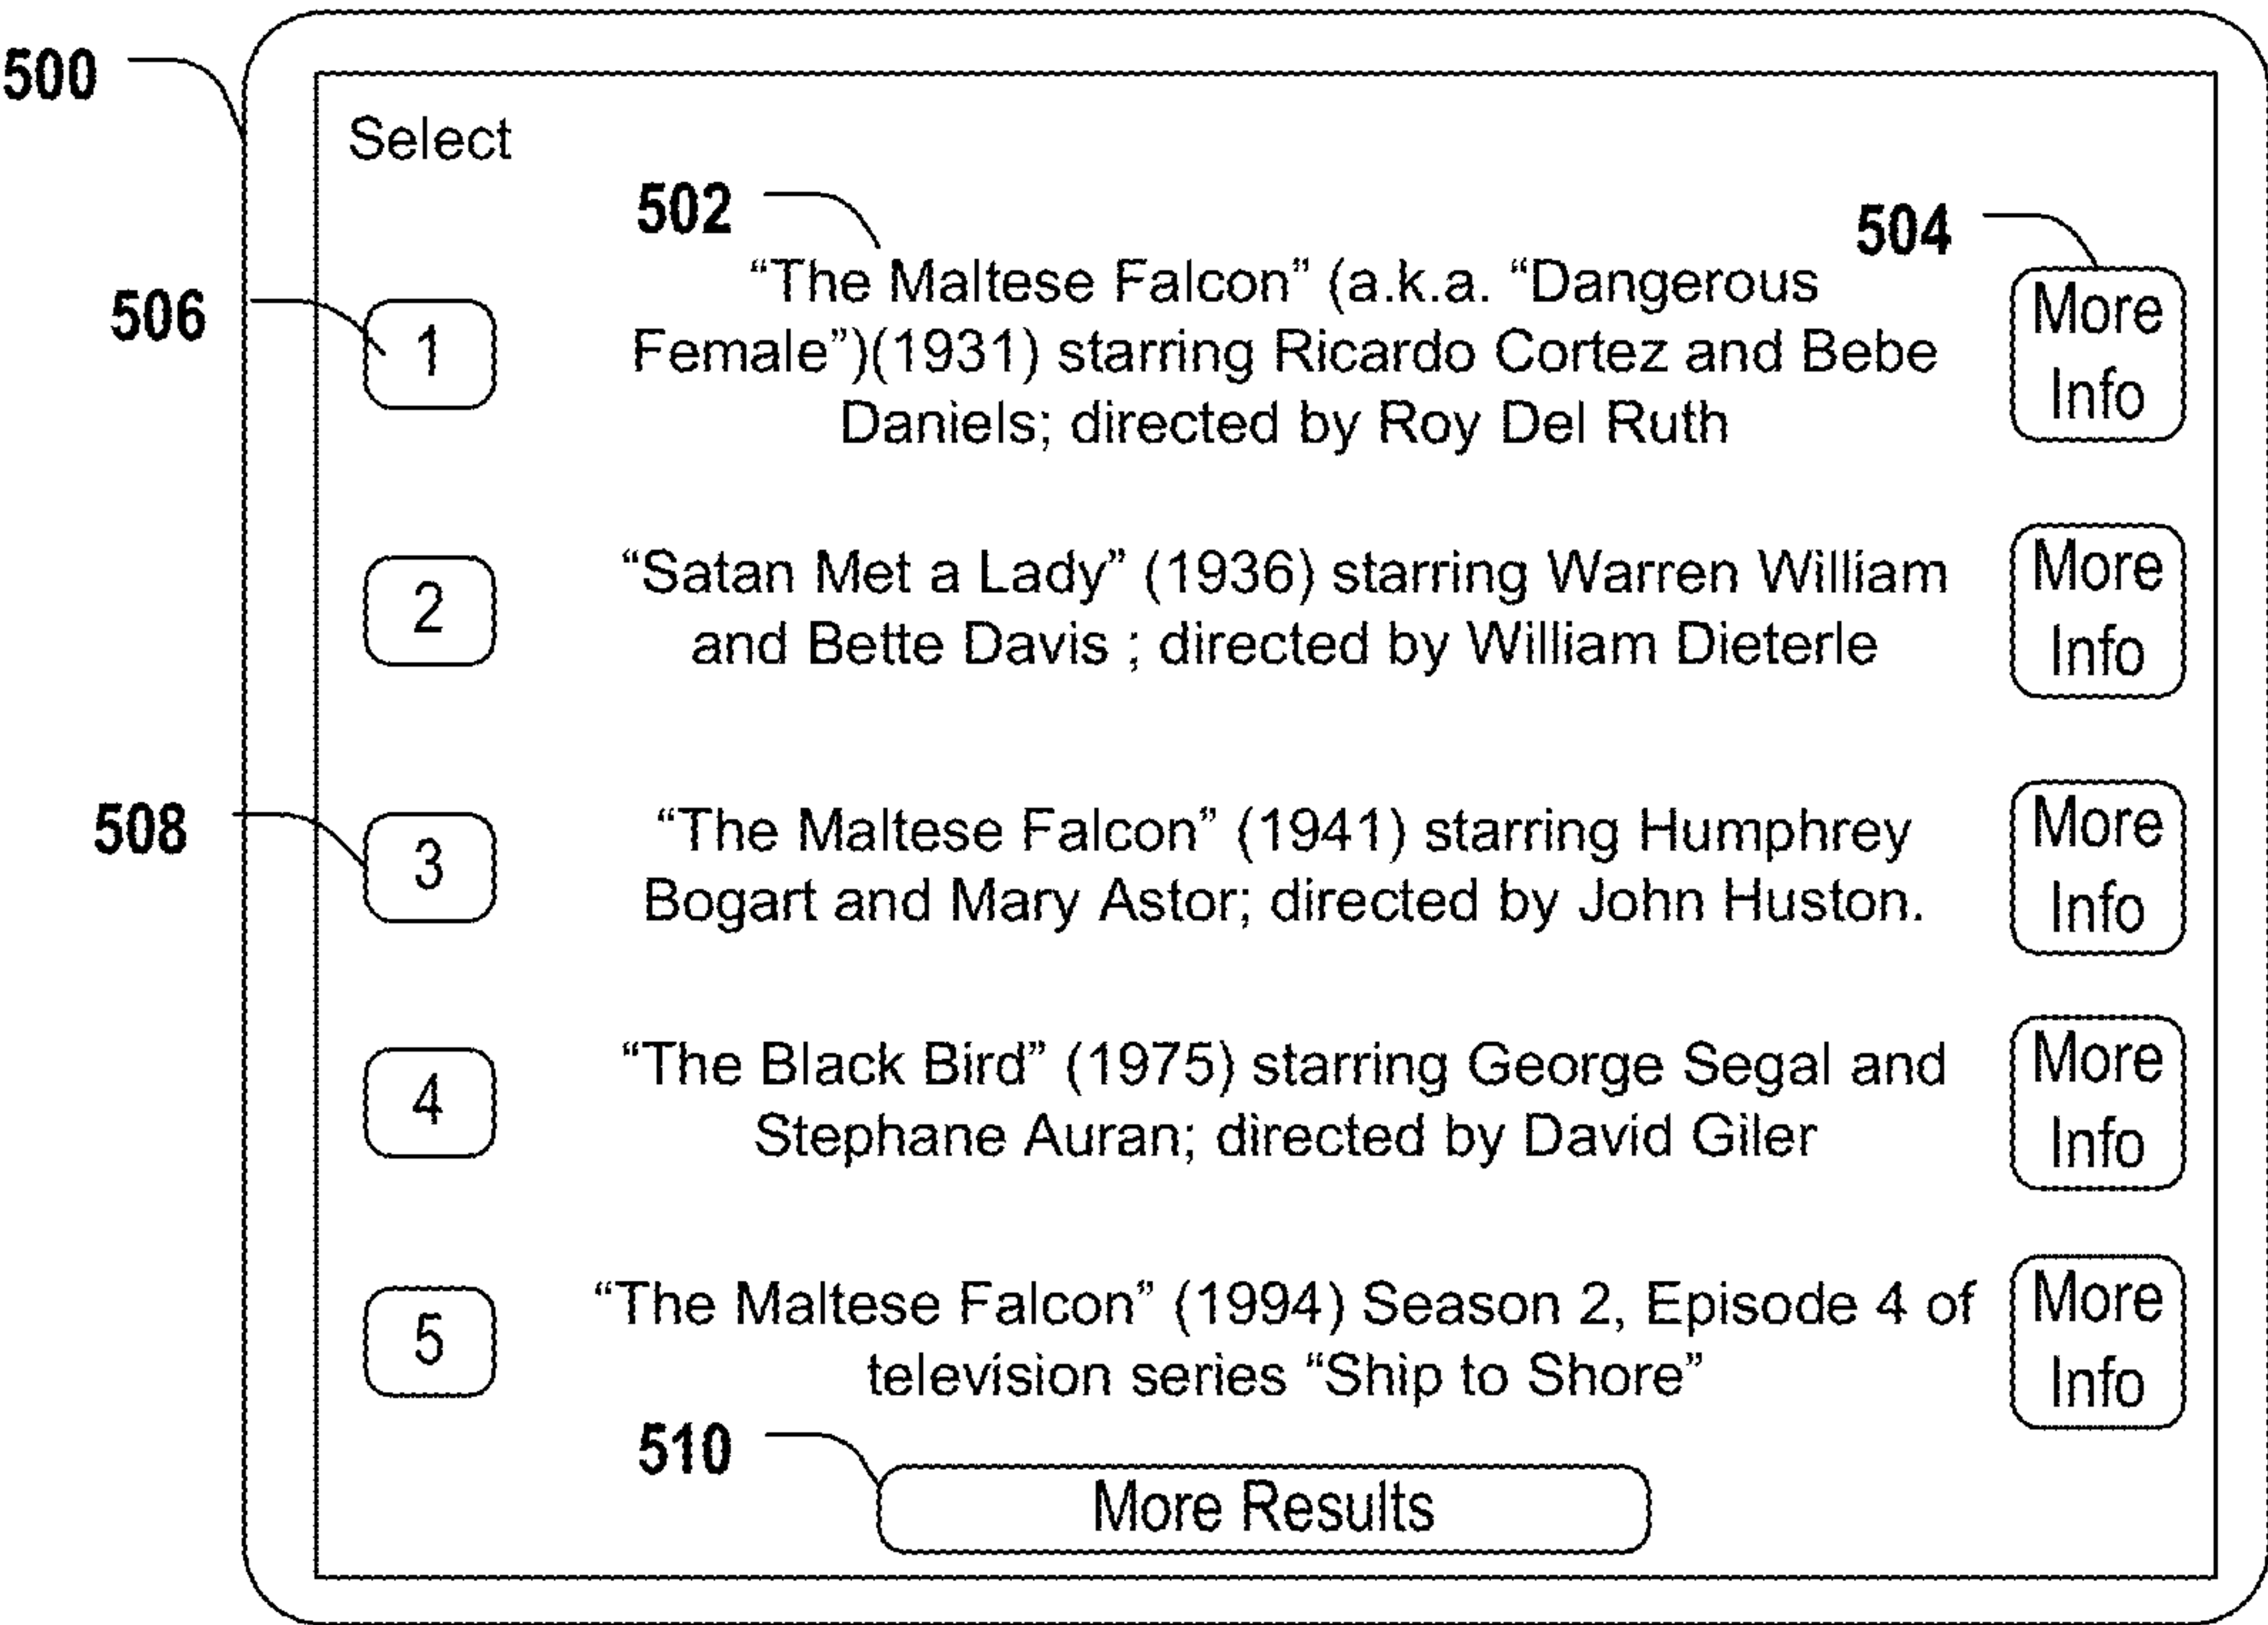 500
Select
502
504
506
1
“The Maltese Falcon” (a.k.a. “Dangerous
Female”)(1931) starring Ricardo Cortez and Bebe
Daniels; directed by Roy Del Ruth
More
Info
2
“Satan Met a Lady” (1936) starring Warren William
and Bette Davis ; directed by William Dieterle
More
Info
508
3
“The Maltese Falcon” (1941) starring Humphrey
Bogart and Mary Astor; directed by John Huston.
More
Info
4
“The Black Bird” (1975) starring George Segal and
Stephane Auran; directed by David Giler
More
Info
5
“The Maltese Falcon” (1994) Season 2, Episode 4 of
television series “Ship to Shore”
More
Info
510
More Results